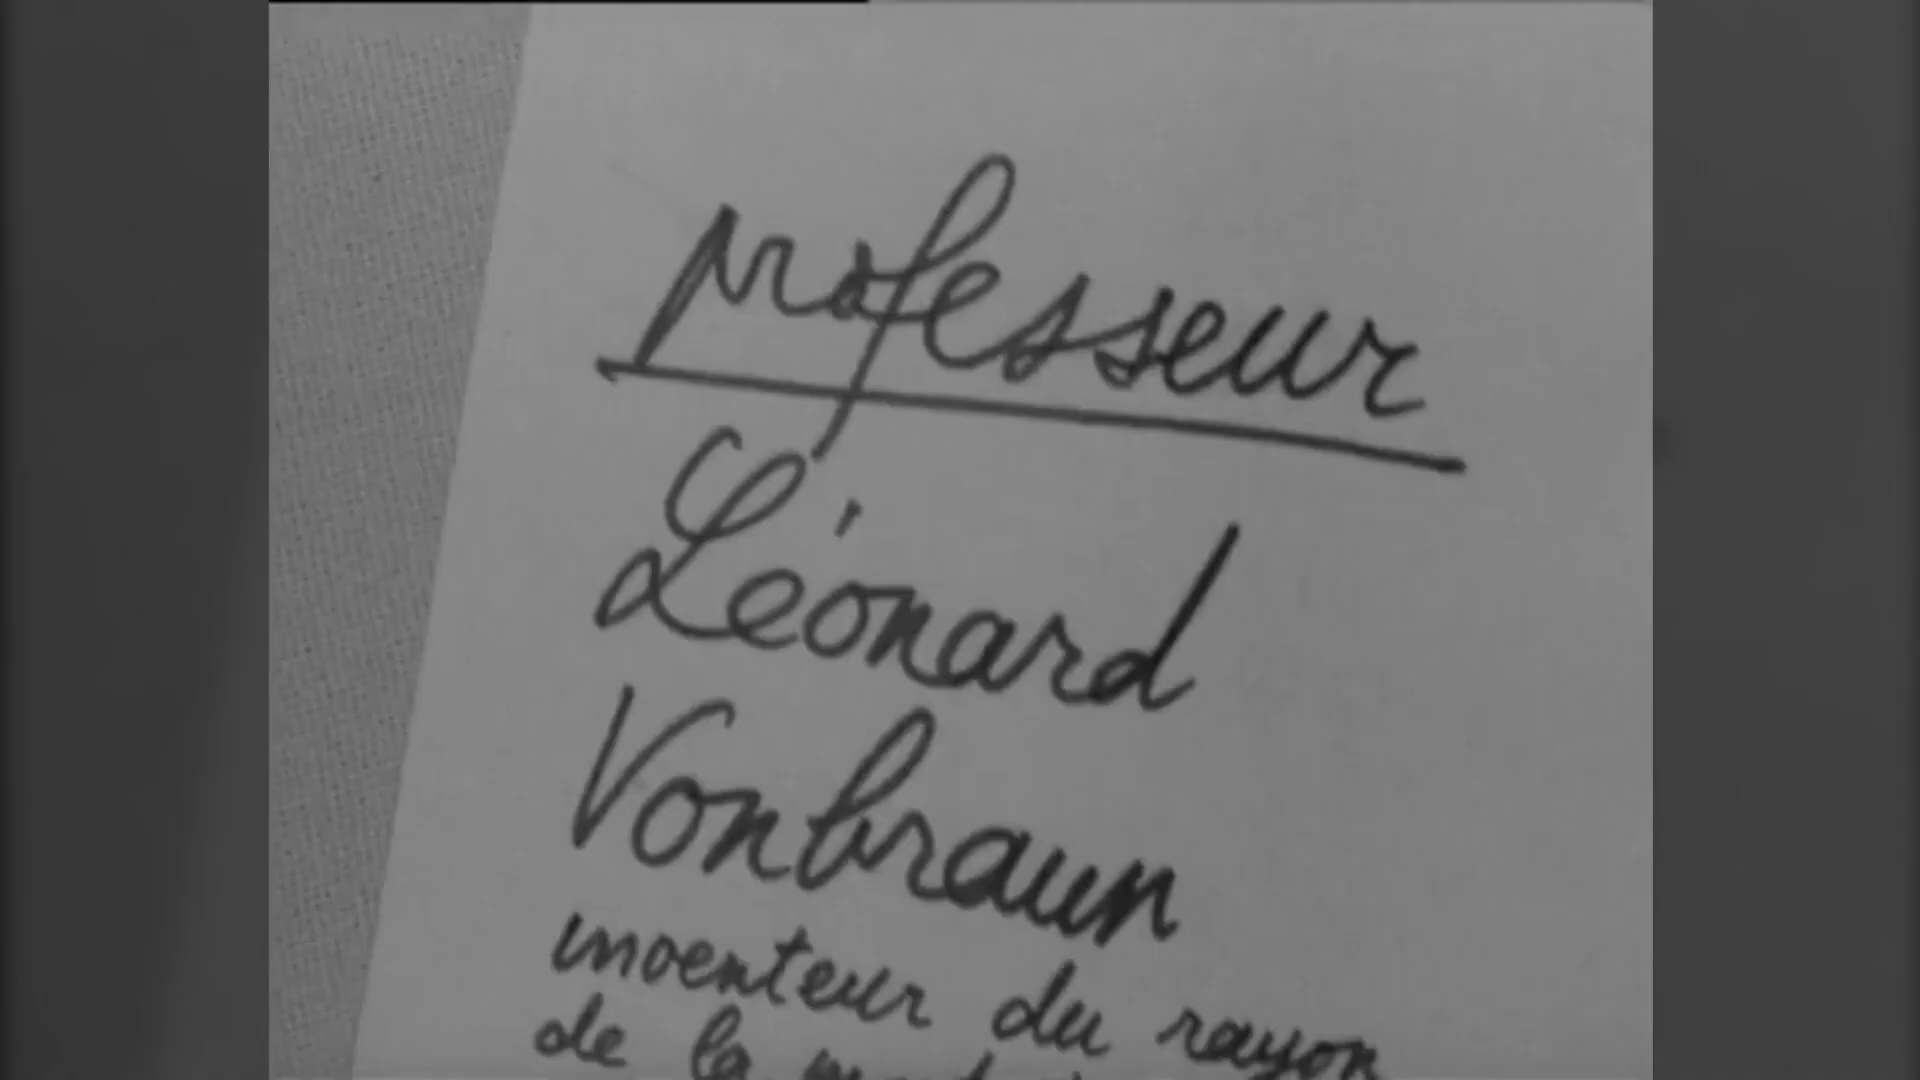 professeur
Léonard
Vonbraun
inventeur du rayon
de la